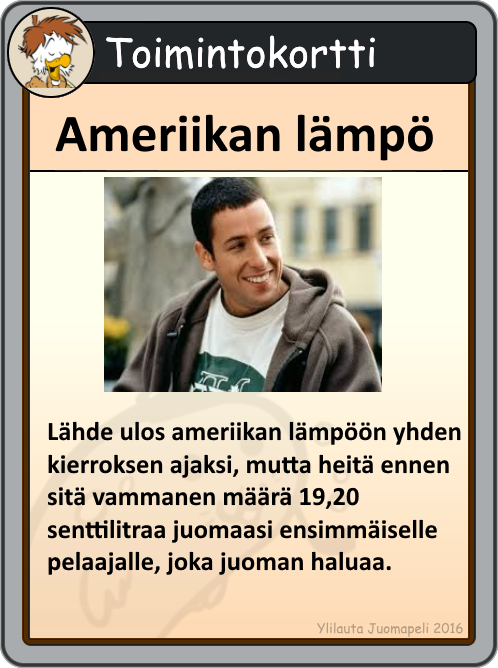 Toimintokortti
Ameriikan lämpö
Lähde ulos ameriikan lämpöön yhden
kierroksen ajaksi, mutta heitä ennen
sitä vammanen määrä 19,20
senttilitraa juomaasi ensimmäiselle
pelaajalle, joka juoman haluaa.
Ylilauta Juomapeli 2016